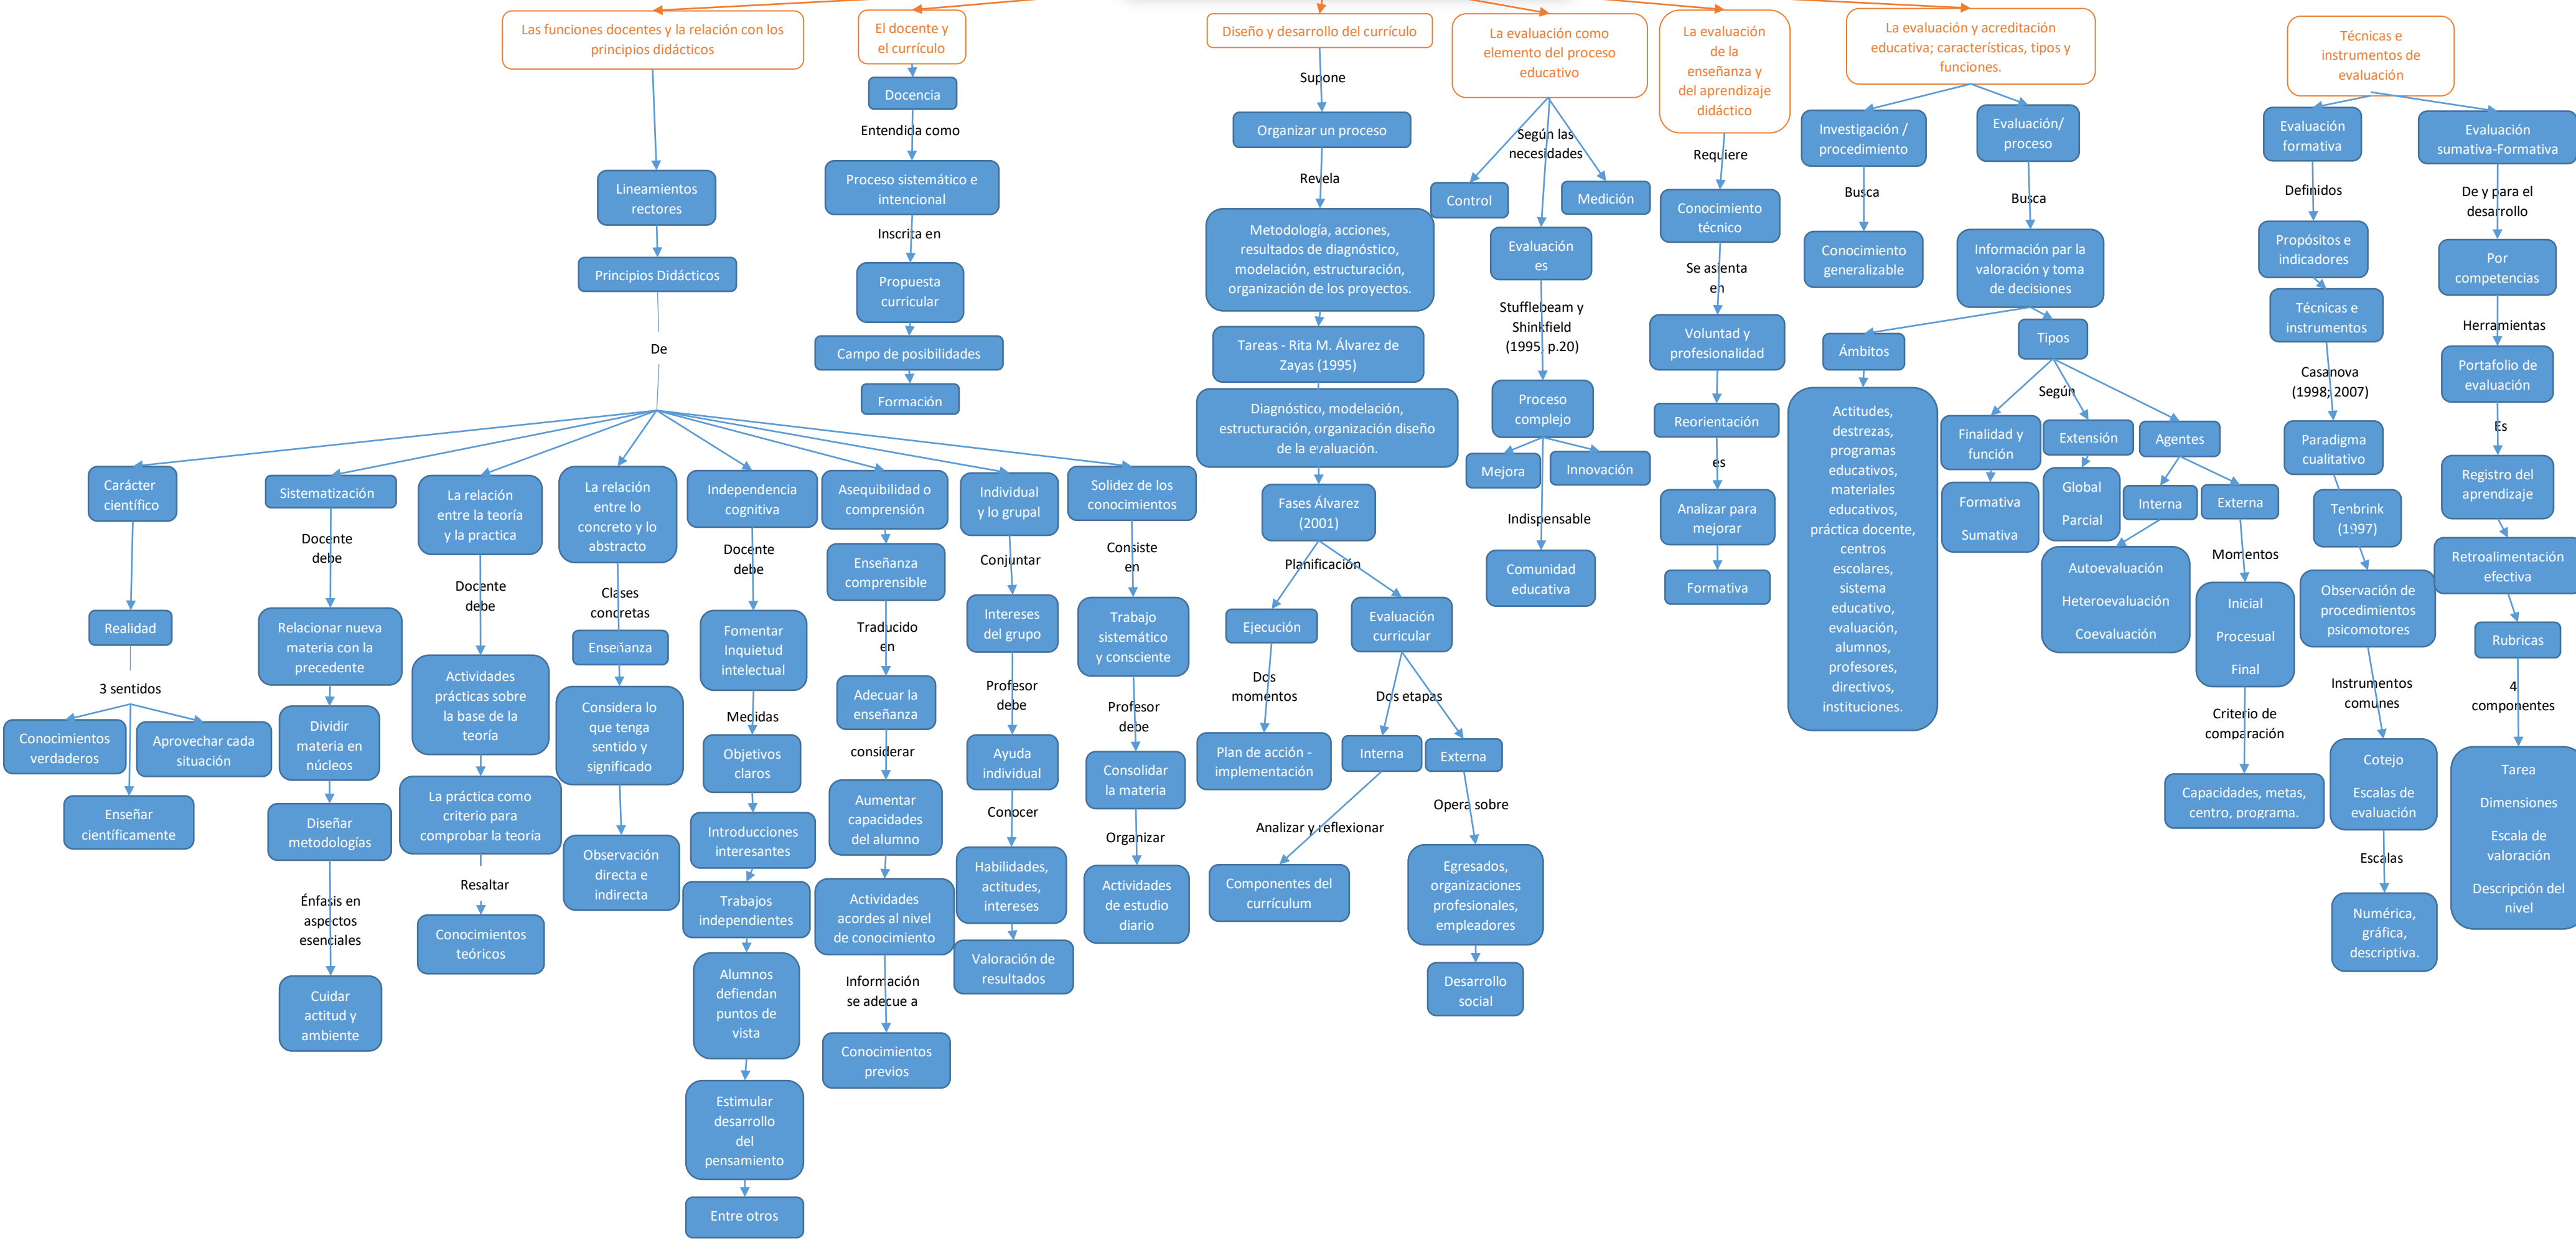 Las funciones docentes y la relación con los
principios didácticos
Lineamientos
rectores
Principios Didácticos
De
Carácter
científico
Realidad
3 sentidos
Conocimientos
verdaderos
Aprovechar cada
situación
Enseñar
científicamente
Sistematización
Docente
debe
Relacionar nueva
materia con la
precedente
Dividir
materia en
núcleos
Diseñar
metodologías
Énfasis en
aspectos
esenciales
Cuidar
actitud y
ambiente
La relación
entre la teoría
y la practica
Docente
debe
Actividades
prácticas sobre
la base de la
teoría
La práctica como
criterio para
comprobar la teoría
Resaltar
Conocimientos
teóricos
La relación
entre lo
concreto y lo
abstracto
Clases
concretas
Enseñanza
Considera lo
que tenga
sentido y
significado
Observación
directa e
indirecta
Independencia
cognitiva
Docente
debe
Fomentar
Inquietud
intelectual
Medidas
Objetivos
claros
Introducciones
interesantes
Trabajos
independientes
Alumnos
defiendan
puntos de
vista
Estimular
desarrollo
del
pensamiento
Entre otros
Asequibilidad o
comprensión
Enseñanza
comprensible
Traducido
en
Adecuar la
enseñanza
considerar
Aumentar
capacidades
del alumno
Actividades
acordes al nivel
de conocimiento
Información
se adecue a
Conocimientos
previos
Individual
y lo grupal
Conjuntar
Intereses
del grupo
Profesor
debe
Ayuda
individual
Conocer
Habilidades,
actitudes,
intereses
Valoración de
resultados
Solidez de los
conocimientos
Consiste
en
Trabajo
sistemático
y consciente
Profesor
debe
Consolidar
la materia
Organizar
Actividades
de estudio
diario
El docente y
el currículo
Docencia
Entendida como
Proceso sistemático e
intencional
Inscrita en
Propuesta
curricular
Campo de posibilidades
Formación
Diseño y desarrollo del currículo
Supone
Organizar un proceso
Revela
Metodología, acciones,
resultados de diagnóstico,
modelación, estructuración,
organización de los proyectos.
Tareas - Rita M. Álvarez de
Zayas (1995)
Diagnóstico, modelación,
estructuración, organización diseño
de la evaluación.
Fases Álvarez
(2001)
Planificación
Ejecución
Dos
momentos
Plan de acción -
implementación
Evaluación
curricular
Dos etapas
Interna
Analizar y reflexionar
Componentes del
currículum
Externa
Opera sobre
Egresados,
organizaciones
profesionales,
empleadores
Desarrollo
social
La evaluación como
elemento del proceso
educativo
Según las
necesidades
Control
Medición
Evaluación
es
Stufflebeam y
Shinkfield
(1995, p.20)
Proceso
complejo
Mejora
Innovación
Indispensable
Comunidad
educativa
La evaluación
de la
enseñanza y
del aprendizaje
didáctico
Requiere
Conocimiento
técnico
Se asienta
en
Voluntad y
profesionalidad
Reorientación
es
Analizar para
mejorar
Formativa
La evaluación y acreditación
educativa; características, tipos y
funciones.
Investigación /
procedimiento
Busca
Conocimiento
generalizable
Evaluación/
proceso
Busca
Información par la
valoración y toma
de decisiones
Ámbitos
Actitudes,
destrezas,
programas
educativos,
materiales
educativos,
práctica docente,
centros
escolares,
sistema
educativo,
evaluación,
alumnos,
profesores,
directivos,
instituciones.
Tipos
Según
Finalidad y
función
Formativa
Sumativa
Extensión
Global
Parcial
Agentes
Interna
Autoevaluación
Heteroevaluación
Coevaluación
Externa
Momentos
Inicial
Procesual
Final
Criterio de
comparación
Capacidades, metas,
centro, programa.
Técnicas e
instrumentos de
evaluación
Evaluación
formativa
Definidos
Propósitos e
indicadores
Técnicas e
instrumentos
Casanova
(1998; 2007)
Paradigma
cualitativo
Tenbrink
(1997)
Observación de
procedimientos
psicomotores
Instrumentos
comunes
Cotejo
Escalas de
evaluación
Escalas
Numérica,
gráfica,
descriptiva.
Evaluación
sumativa-Formativa
De y para el
desarrollo
Por
competencias
Herramientas
Portafolio de
evaluación
Es
Registro del
aprendizaje
Retroalimentación
efectiva
Rubricas
4
componentes
Tarea
Dimensiones
Escala de
valoración
Descripción del
nivel